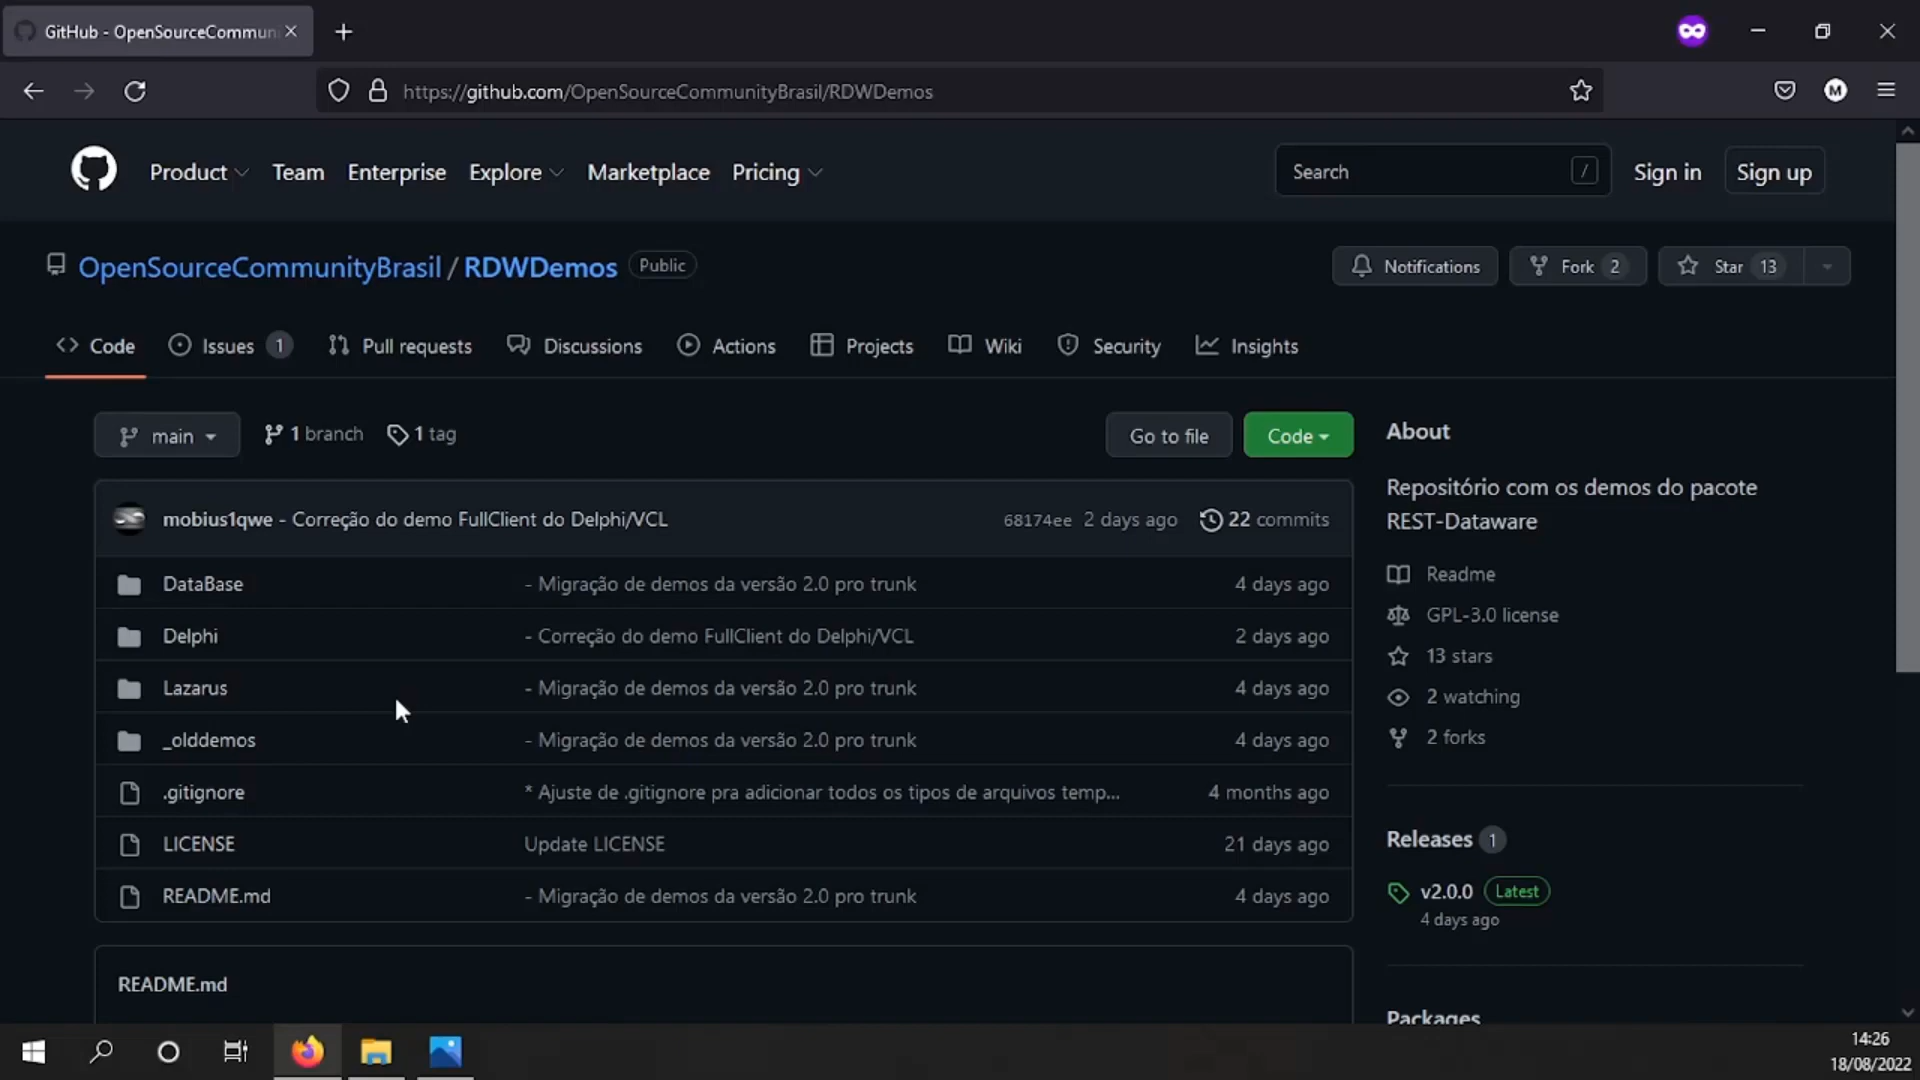 GitHub - OpenSourceCommun
https://github.com/OpenSourceCommunityBrasil/RDWDemos
M
Product Team Enterprise Explore Marketplace Pricing
Search /
Sign in
Sign up
OpenSourceCommunityBrasil / RDWDemos Public
Notifications
Fork 2
Star 13
Code Issues 1 Pull requests Discussions Actions Projects Wiki Security Insights
main 1 branch 1 tag
Go to file
Code
mobius1qwe - Correção do demo FullClient do Delphi/VCL 68174ee 2 days ago 22 commits
DataBase - Migração de demos da versão 2.0 pro trunk 4 days ago
Delphi - Correção do demo FullClient do Delphi/VCL 2 days ago
Lazarus - Migração de demos da versão 2.0 pro trunk 4 days ago
_olddemos - Migração de demos da versão 2.0 pro trunk 4 days ago
.gitignore * Ajuste de .gitignore pra adicionar todos os tipos de arquivos temp... 4 months ago
LICENSE Update LICENSE 21 days ago
README.md - Migração de demos da versão 2.0 pro trunk 4 days ago
README.md
About
Repositório com os demos do pacote
REST-Dataware
Readme
GPL-3.0 license
13 stars
2 watching
2 forks
Releases 1
v2.0.0 Latest
4 days ago
Packages
14:26
18/08/2022